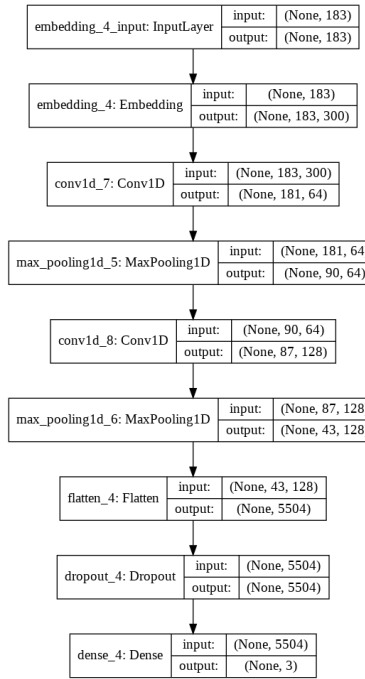 embedding_4_input: InputLayer
input: (None, 183)
output: (None, 183)
embedding_4: Embedding
input: (None, 183)
output: (None, 183, 300)
conv1d_7: Conv1D
input: (None, 183, 300)
output: (None, 181, 64)
max_pooling1d_5: MaxPooling1D
input: (None, 181, 64
output: (None, 90, 64)
conv1d_8: Conv1D
input: (None, 90, 64)
output: (None, 87, 128)
max_pooling1d_6: MaxPooling1D
input: (None, 87, 128
output: (None, 43, 128
flatten_4: Flatten
input: (None, 43, 128)
output: (None, 5504)
dropout_4: Dropout
input: (None, 5504)
output: (None, 5504)
dense_4: Dense
input: (None, 5504)
output: (None, 3)